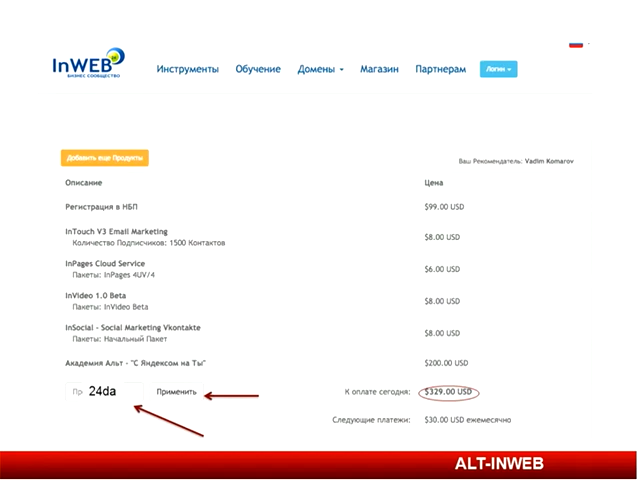 InWEB
БИЗНЕС СООБЩЕСТВО
Инструменты Обучение Домены Магазин Партнерам Логин
Добавить еще Продукты
Ваш Рекомендатель: Vadim Komarov
Описание Цена
Регистрация в НБП $99.00 USD
InTouch V3 Email Marketing
Количество Подписчиков: 1500 Контактов
$8.00 USD
InPages Cloud Service
Пакеты: InPages 4UV/4
$6.00 USD
InVideo 1.0 Beta
Пакеты: InVideo Beta
$8.00 USD
InSocial - Social Marketing Vkontakte
Пакеты: Начальный Пакет
$8.00 USD
Академия Альт - "С Яндексом на Ты" $200.00 USD
Пр 24da Применить К оплате сегодня: $329.00 USD
Следующие платежи: $30.00 USD ежемесячно
ALT-INWEB